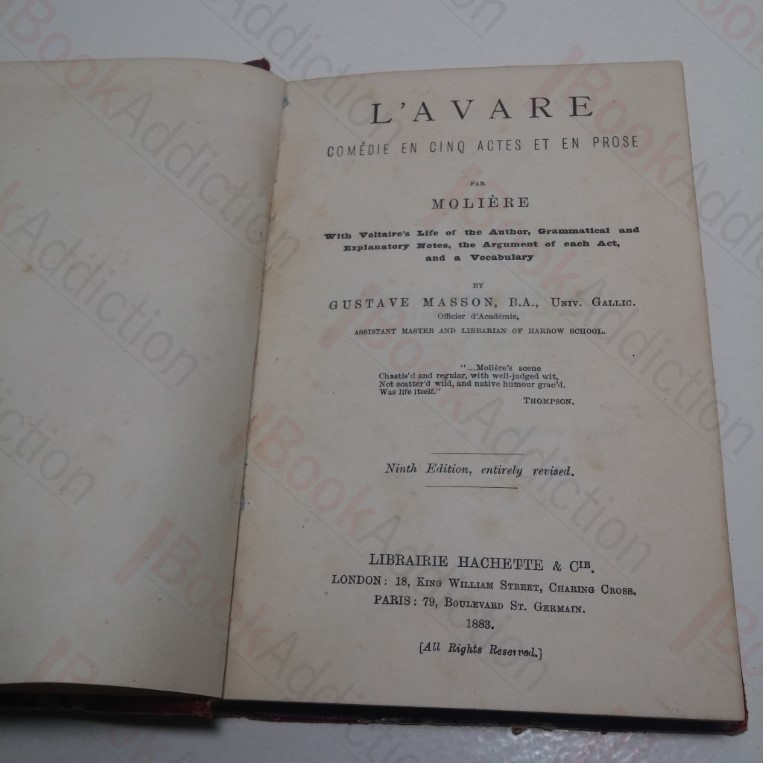 L'AVARE
COMÉDIE EN CINQ ACTES ET EN PROSE
PAR
MOLIÈRE
With Voltaire's Life of the Author, Grammatical and
Explanatory Notes, the Argument of each Act,
and a Vocabulary
BY
GUSTAVE MASSON, B.A., UNIV. GALLIC.
Officier d'Académie,
ASSISTANT MASTER AND LIBRARIAN OF HARROW SCHOOL.
"...Molière's scene
Chastis'd and regular, with well-judged wit,
Not scatter'd wild, and native humour grac'd,
Was life itself."
THOMPSON.
Ninth Edition, entirely revised.
LIBRAIRIE HACHETTE & CIE.
LONDON: 18, KING WILLIAM STREET, CHARING CROSS.
PARIS: 79, BOULEVARD ST. GERMAIN.
1883.
[All Rights Reserved.]
BookAddiction